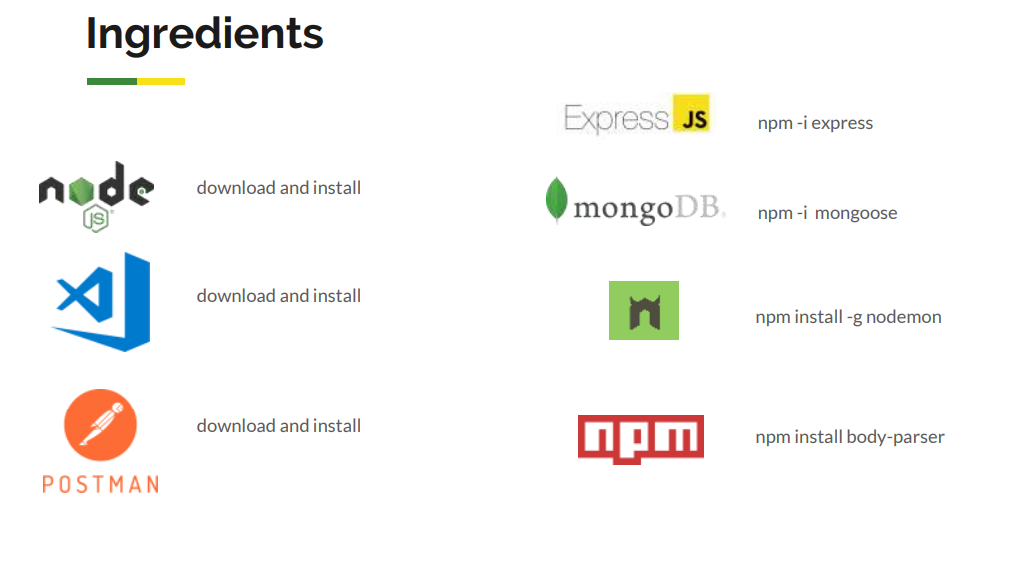 Ingredients
node
JS
download and install
download and install
POSTMAN
download and install
Express JS
npm -i express
mongoDB
npm -i  mongoose
n
npm install -g nodemon
npm
npm install body-parser